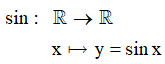 sin : ℝ → ℝ
x ↦ y = sin x